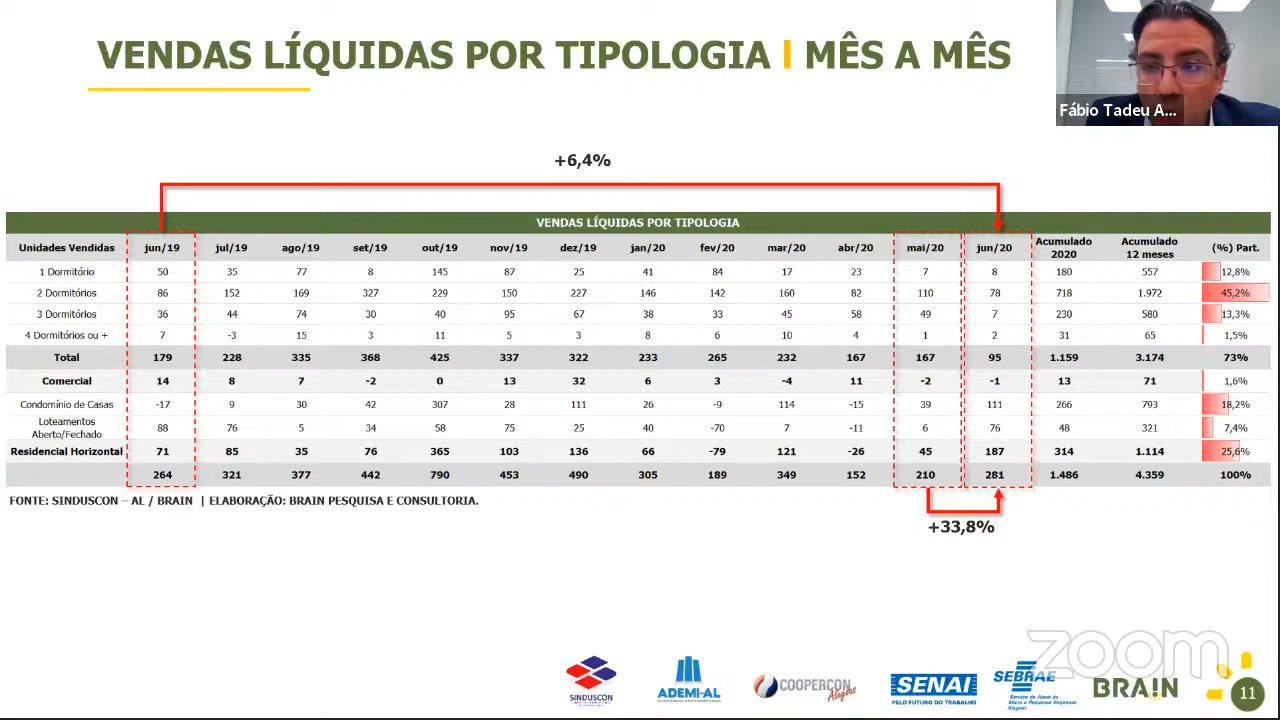 VENDAS LÍQUIDAS POR TIPOLOGIA | MÊS A MÊS
Fábio Tadeu A...
+6,4%
VENDAS LÍQUIDAS POR TIPOLOGIA
Unidades Vendidas jun/19 jul/19 ago/19 set/19 out/19 nov/19 dez/19 jan/20 fev/20 mar/20 abr/20 mai/20 jun/20 Acumulado 2020 Acumulado 12 meses (%) Part.
1 Dormitório 50 35 77 8 145 87 25 41 84 17 23 7 8 180 557 12,8%
2 Dormitórios 86 152 169 327 229 150 227 146 142 160 82 110 78 718 1.972 45,2%
3 Dormitórios 36 44 74 30 40 95 67 38 33 45 58 49 7 230 580 13,3%
4 Dormitórios ou + 7 -3 15 3 11 5 3 8 6 10 4 1 2 31 65 1,5%
Total 179 228 335 368 425 337 322 233 265 232 167 167 95 1.159 3.174 73%
Comercial 14 8 7 -2 0 13 32 6 3 -4 11 -2 -1 13 71 1,6%
Condomínio de Casas -17 9 30 42 307 28 111 26 -9 114 -15 39 111 266 793 18,2%
Loteamentos Aberto/Fechado 88 76 5 34 58 75 25 40 -70 7 -11 6 76 48 321 7,4%
Residencial Horizontal 71 85 35 76 365 103 136 66 -79 121 -26 45 187 314 1.114 25,6%
264 321 377 442 790 453 490 305 189 349 152 210 281 1.486 4.359 100%
FONTE: SINDUSCON – AL / BRAIN | ELABORAÇÃO: BRAIN PESQUISA E CONSULTORIA.
+33,8%
zoom
SINDUSCON
ADEMI-AL
COOPERCON
Alagoas
SENAI
PELO FUTURO DO TRABALHO
SEBRAE
Serviço de Apoio às
Micro e Pequenas Empresas
Alagoas
BRAIN
11